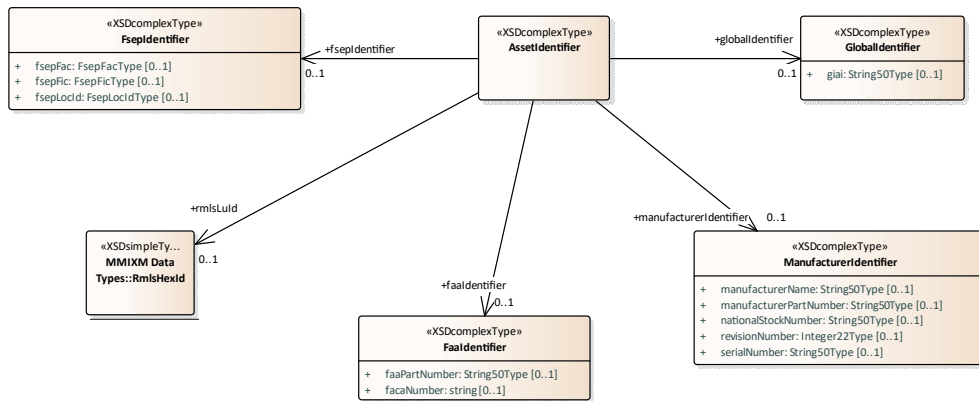 «XSDcomplexType»
FsepIdentifier
+ fsepFac: FsepFacType [0..1]
+ fsepFic: FsepFicType [0..1]
+ fsepLocId: FsepLocIdType [0..1]
+fsepIdentifier
0..1
«XSDcomplexType»
AssetIdentifier
+globalIdentifier
0..1
«XSDcomplexType»
GlobalIdentifier
+ giai: String50Type [0..1]
+rmlsLuId
0..1
«XSDsimpleTy...
MMIXM Data
Types::RmlsHexId
+faaIdentifier
0..1
«XSDcomplexType»
FaaIdentifier
+ faaPartNumber: String50Type [0..1]
+ facaNumber: string [0..1]
+manufacturerIdentifier
0..1
«XSDcomplexType»
ManufacturerIdentifier
+ manufacturerName: String50Type [0..1]
+ manufacturerPartNumber: String50Type [0..1]
+ nationalStockNumber: String50Type [0..1]
+ revisionNumber: Integer22Type [0..1]
+ serialNumber: String50Type [0..1]